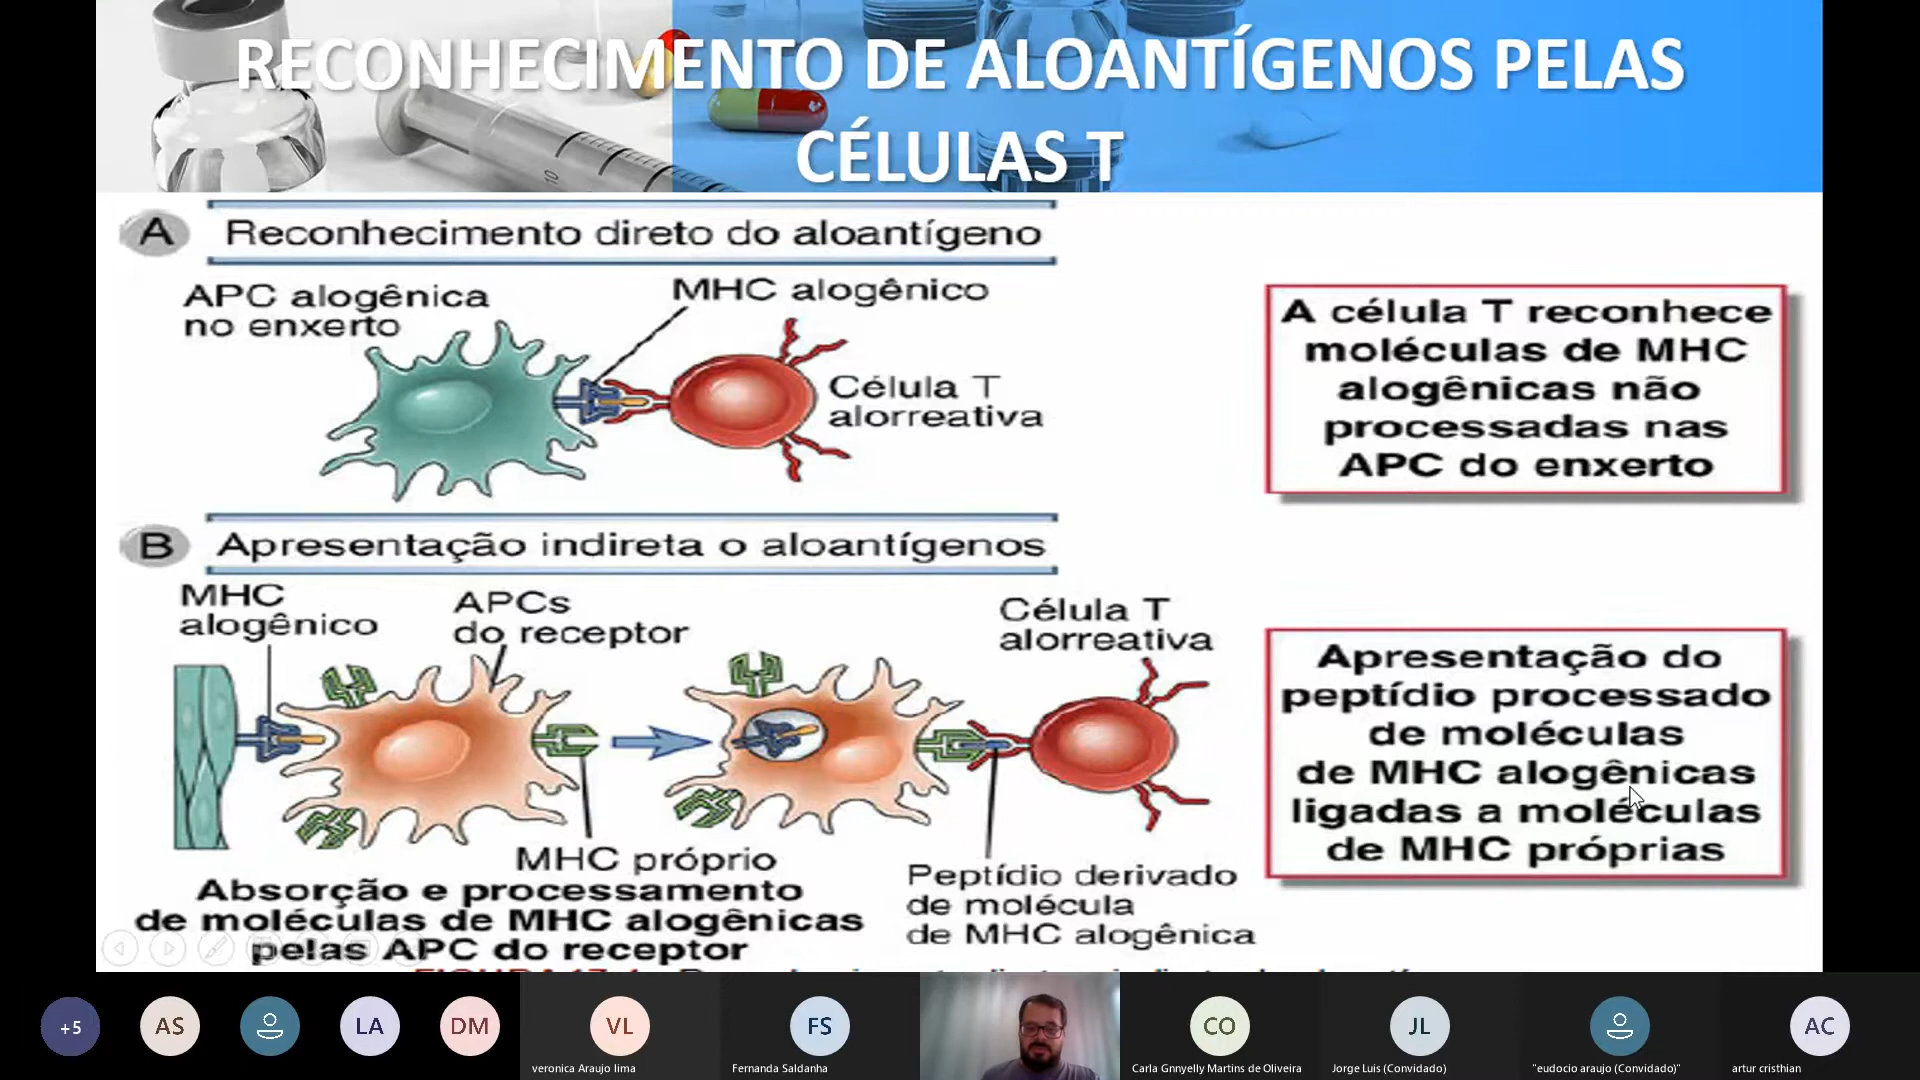 RECONHECIMENTO DE ALOANTÍGENOS PELAS
CÉLULAS T
A Reconhecimento direto do aloantígeno
APC alogênica
no enxerto
MHC alogênico
Célula T
alorreativa
A célula T reconhece
moléculas de MHC
alogênicas não
processadas nas
APC do enxerto
B Apresentação indireta o aloantígenos
MHC
alogênico
APCs
do receptor
Célula T
alorreativa
MHC próprio
Absorção e processamento
de moléculas de MHC alogênicas
pelas APC do receptor
Peptídio derivado
de molécula
de MHC alogênica
Apresentação do
peptídio processado
de moléculas
de MHC alogênicas
ligadas a moléculas
de MHC próprias
+5
AS
LA
DM
VL
veronica Araujo lima
FS
Fernanda Saldanha
CO
Carla Gnnyelly Martins de Oliveira
JL
Jorge Luis (Convidado)
"eudocio araujo (Convidado)"
AC
artur cristhian